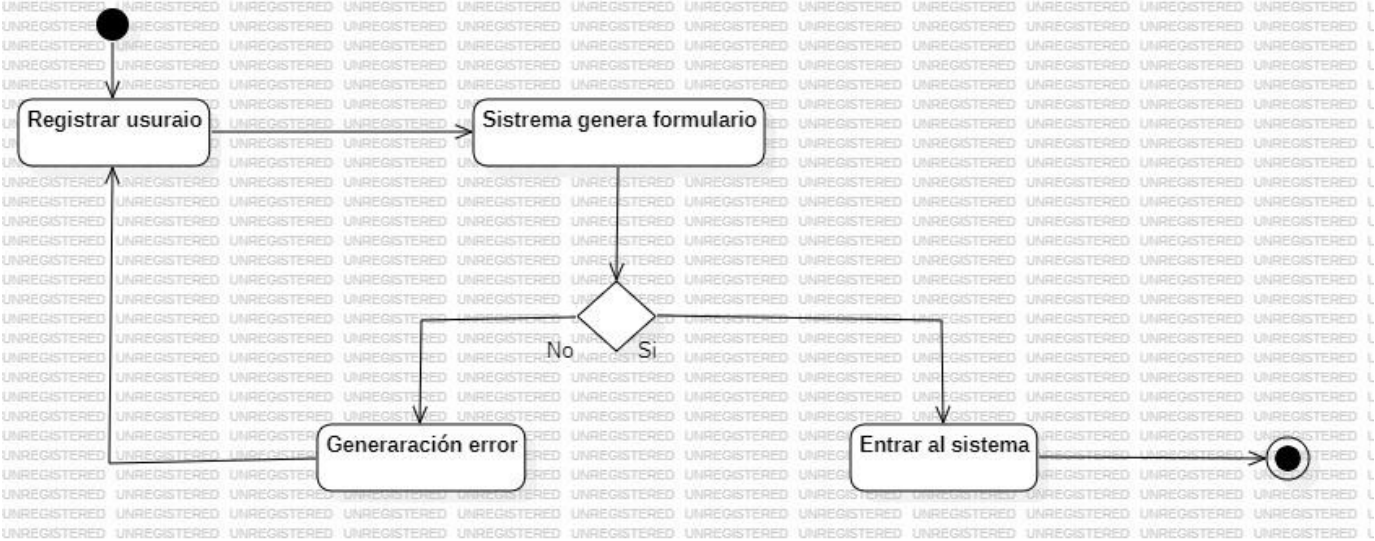 Registrar usuraio
Sistrema genera formulario
No
Si
Generaración error
Entrar al sistema
UNREGISTERED